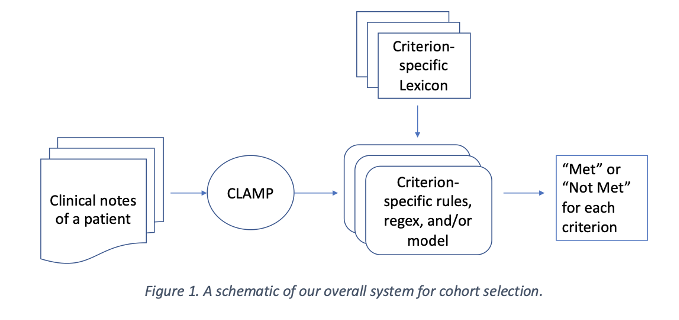 Criterion-
specific
Lexicon
Clinical notes
of a patient
CLAMP
Criterion-
specific rules,
regex, and/or
model
“Met” or
“Not Met”
for each
criterion
Figure 1. A schematic of our overall system for cohort selection.